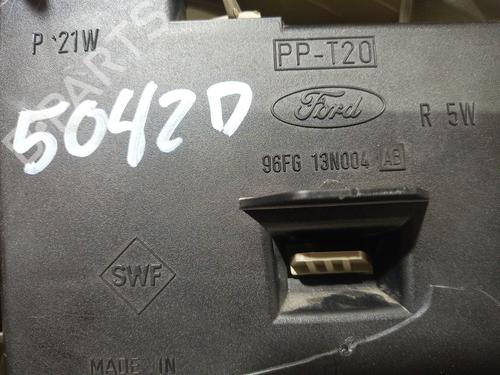 P 21W
PP-T20
5042D
Ford
R 5W
96FG 13N004 AB
SWF
MADE IN